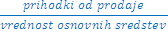 prihodki od prodaje
vrednost osnovnih sredstev